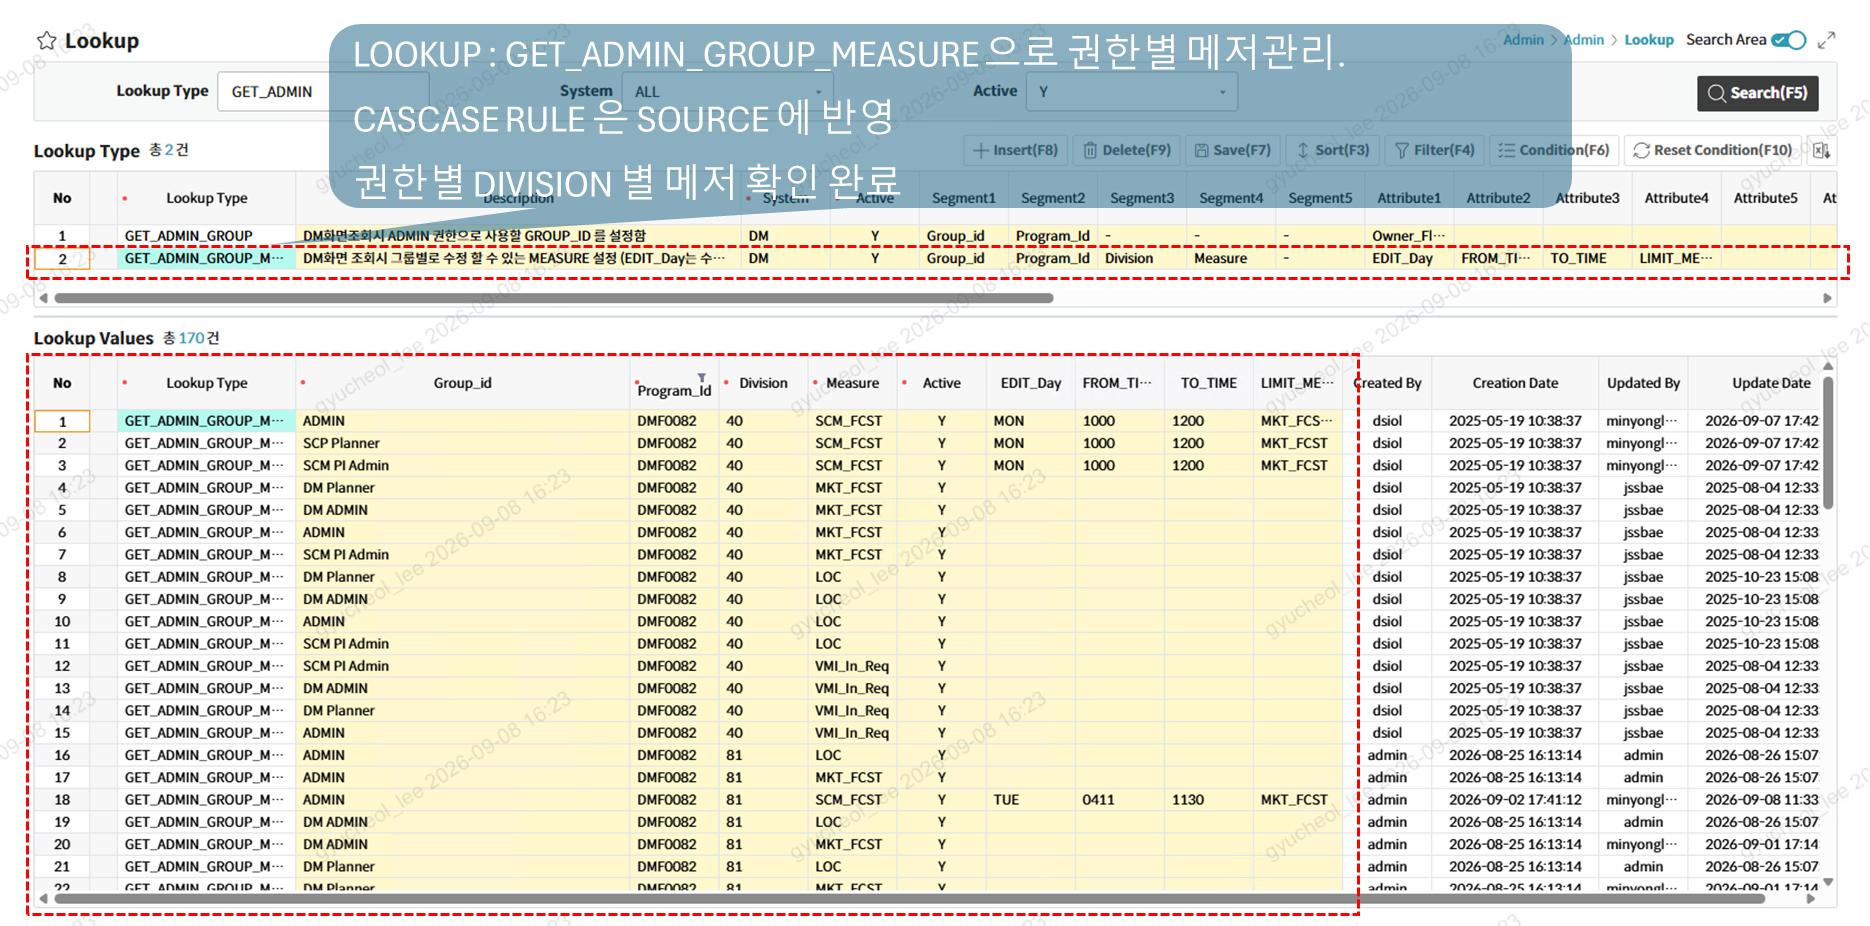 Lookup
LOOKUP : GET_ADMIN_GROUP_MEASURE 으로 권한별 메저관리.
CASCASE RULE 은 SOURCE 에 반영
권한별 DIVISION 별 메저 확인 완료
Admin > Admin > Lookup Search Area
Lookup Type GET_ADMIN System ALL Active Y Search(F5)
Lookup Type 총 2 건 Insert(F8) Delete(F9) Save(F7) Sort(F3) Filter(F4) Condition(F6) Reset Condition(F10)
No Lookup Type Description System Active Segment1 Segment2 Segment3 Segment4 Segment5 Attribute1 Attribute2 Attribute3 Attribute4 Attribute5 At
1 GET_ADMIN_GROUP DM화면조회시 ADMIN 권한으로 사용할 GROUP_ID 를 설정함 DM Y Group_id Program_Id - - - Owner_Fl···
2 GET_ADMIN_GROUP_M··· DM화면 조회시 그룹별로 수정 할 수 있는 MEASURE 설정 (EDIT_Day는 수··· DM Y Group_id Program_Id Division Measure - EDIT_Day FROM_TI··· TO_TIME LIMIT_ME···
Lookup Values 총 170 건
No Lookup Type Group_id Program_Id Division Measure Active EDIT_Day FROM_TI··· TO_TIME LIMIT_ME··· Created By Creation Date Updated By Update Date
1 GET_ADMIN_GROUP_M··· ADMIN DMF0082 40 SCM_FCST Y MON 1000 1200 MKT_FCS··· dsiol 2025-05-19 10:38:37 minyongl··· 2026-09-07 17:42
2 GET_ADMIN_GROUP_M··· SCP Planner DMF0082 40 SCM_FCST Y MON 1000 1200 MKT_FCST dsiol 2025-05-19 10:38:37 minyongl··· 2026-09-07 17:42
3 GET_ADMIN_GROUP_M··· SCM PI Admin DMF0082 40 SCM_FCST Y MON 1000 1200 MKT_FCST dsiol 2025-05-19 10:38:37 minyongl··· 2026-09-07 17:42
4 GET_ADMIN_GROUP_M··· DM Planner DMF0082 40 MKT_FCST Y dsiol 2025-05-19 10:38:37 jssbae 2025-08-04 12:33
5 GET_ADMIN_GROUP_M··· DM ADMIN DMF0082 40 MKT_FCST Y dsiol 2025-05-19 10:38:37 jssbae 2025-08-04 12:33
6 GET_ADMIN_GROUP_M··· ADMIN DMF0082 40 MKT_FCST Y dsiol 2025-05-19 10:38:37 jssbae 2025-08-04 12:33
7 GET_ADMIN_GROUP_M··· SCM PI Admin DMF0082 40 MKT_FCST Y dsiol 2025-05-19 10:38:37 jssbae 2025-08-04 12:33
8 GET_ADMIN_GROUP_M··· DM Planner DMF0082 40 LOC Y dsiol 2025-05-19 10:38:37 jssbae 2025-10-23 15:08
9 GET_ADMIN_GROUP_M··· DM ADMIN DMF0082 40 LOC Y dsiol 2025-05-19 10:38:37 jssbae 2025-10-23 15:08
10 GET_ADMIN_GROUP_M··· ADMIN DMF0082 40 LOC Y dsiol 2025-05-19 10:38:37 jssbae 2025-10-23 15:08
11 GET_ADMIN_GROUP_M··· SCM PI Admin DMF0082 40 LOC Y dsiol 2025-05-19 10:38:37 jssbae 2025-10-23 15:08
12 GET_ADMIN_GROUP_M··· SCM PI Admin DMF0082 40 VMI_In_Req Y dsiol 2025-05-19 10:38:37 jssbae 2025-08-04 12:33
13 GET_ADMIN_GROUP_M··· DM ADMIN DMF0082 40 VMI_In_Req Y dsiol 2025-05-19 10:38:37 jssbae 2025-08-04 12:33
14 GET_ADMIN_GROUP_M··· DM Planner DMF0082 40 VMI_In_Req Y dsiol 2025-05-19 10:38:37 jssbae 2025-08-04 12:33
15 GET_ADMIN_GROUP_M··· ADMIN DMF0082 40 VMI_In_Req Y dsiol 2025-05-19 10:38:37 jssbae 2025-08-04 12:33
16 GET_ADMIN_GROUP_M··· ADMIN DMF0082 81 LOC Y admin 2026-08-25 16:13:14 admin 2026-08-26 15:07
17 GET_ADMIN_GROUP_M··· ADMIN DMF0082 81 MKT_FCST Y admin 2026-08-25 16:13:14 admin 2026-08-26 15:07
18 GET_ADMIN_GROUP_M··· ADMIN DMF0082 81 SCM_FCST Y TUE 0411 1130 MKT_FCST admin 2026-09-02 17:41:12 minyongl··· 2026-09-08 11:33
19 GET_ADMIN_GROUP_M··· DM ADMIN DMF0082 81 LOC Y admin 2026-08-25 16:13:14 admin 2026-08-26 15:07
20 GET_ADMIN_GROUP_M··· DM ADMIN DMF0082 81 MKT_FCST Y admin 2026-08-25 16:13:14 minyongl··· 2026-09-01 17:14
21 GET_ADMIN_GROUP_M··· DM Planner DMF0082 81 LOC Y admin 2026-08-25 16:13:14 admin 2026-08-26 15:07
22 GET_ADMIN_GROUP_M··· DM Planner DMF0082 81 MKT_FCST Y admin 2026-08-25 16:13:14 minyongl··· 2026-09-01 17:14
gyucheol_lee 2026-09-08 16:23